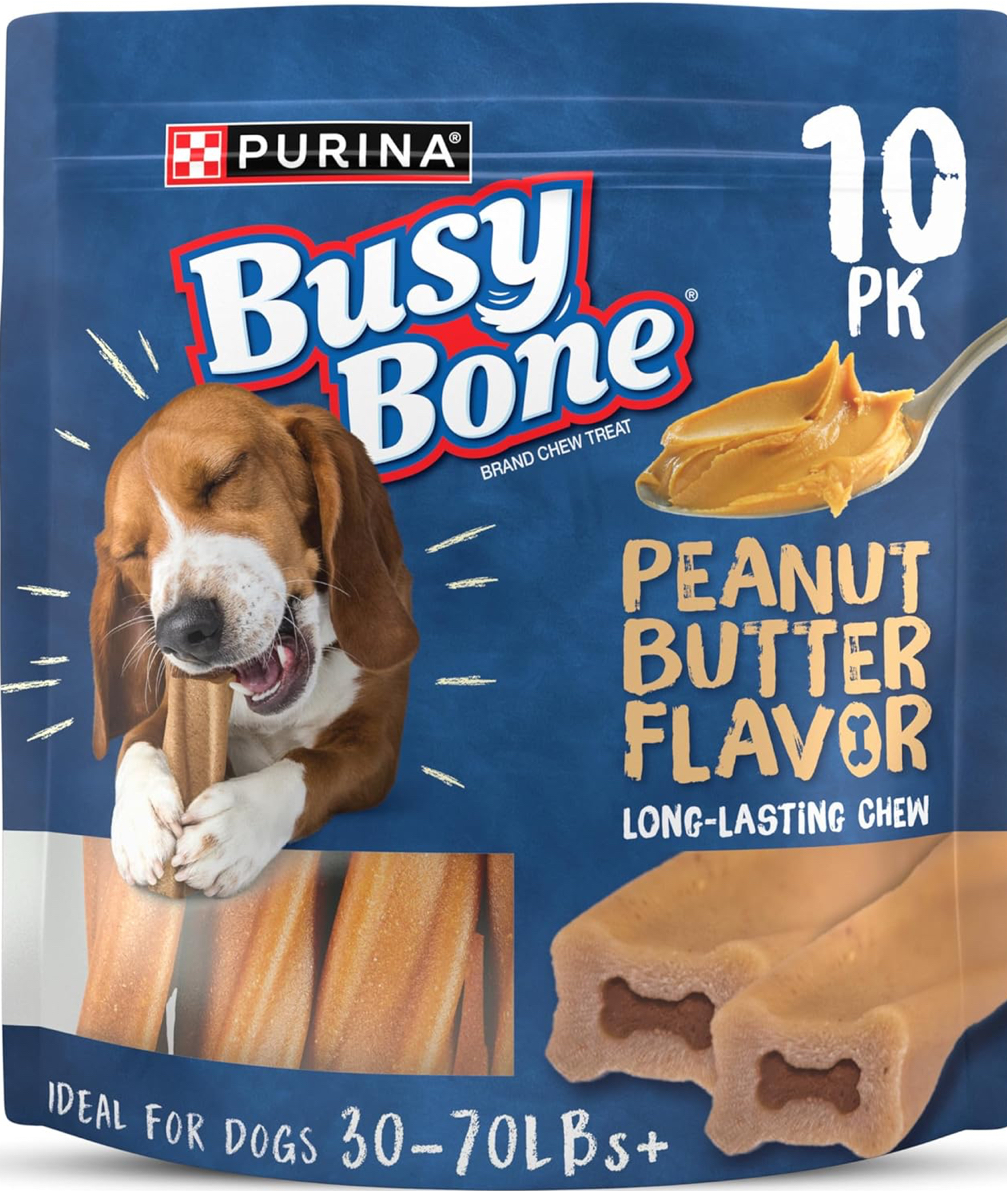 PURINA®
Busy
Bone®
BRAND CHEW TREAT
10
PK
PEANUT
BUTTER
FLAVOR
LONG-LASTiNG CHEW
IDEAL FOR DOGS 30-70LBs+